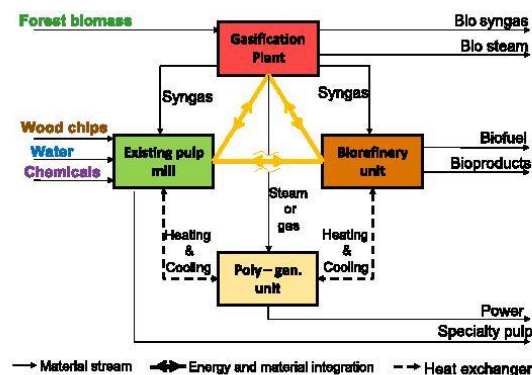 Forest biomass
Gasification
Plant
Bio syngas
Bio steam
Syngas
Syngas
Wood chips
Water
Chemicals
Existing pulp
mill
Biorefinery
unit
Biofuel
Bioproducts
Steam
or
gas
Heating
&
Cooling
Heating
&
Cooling
Poly-gen.
unit
Power
Specialty pulp
Material stream
Energy and material integration
Heat exchanger